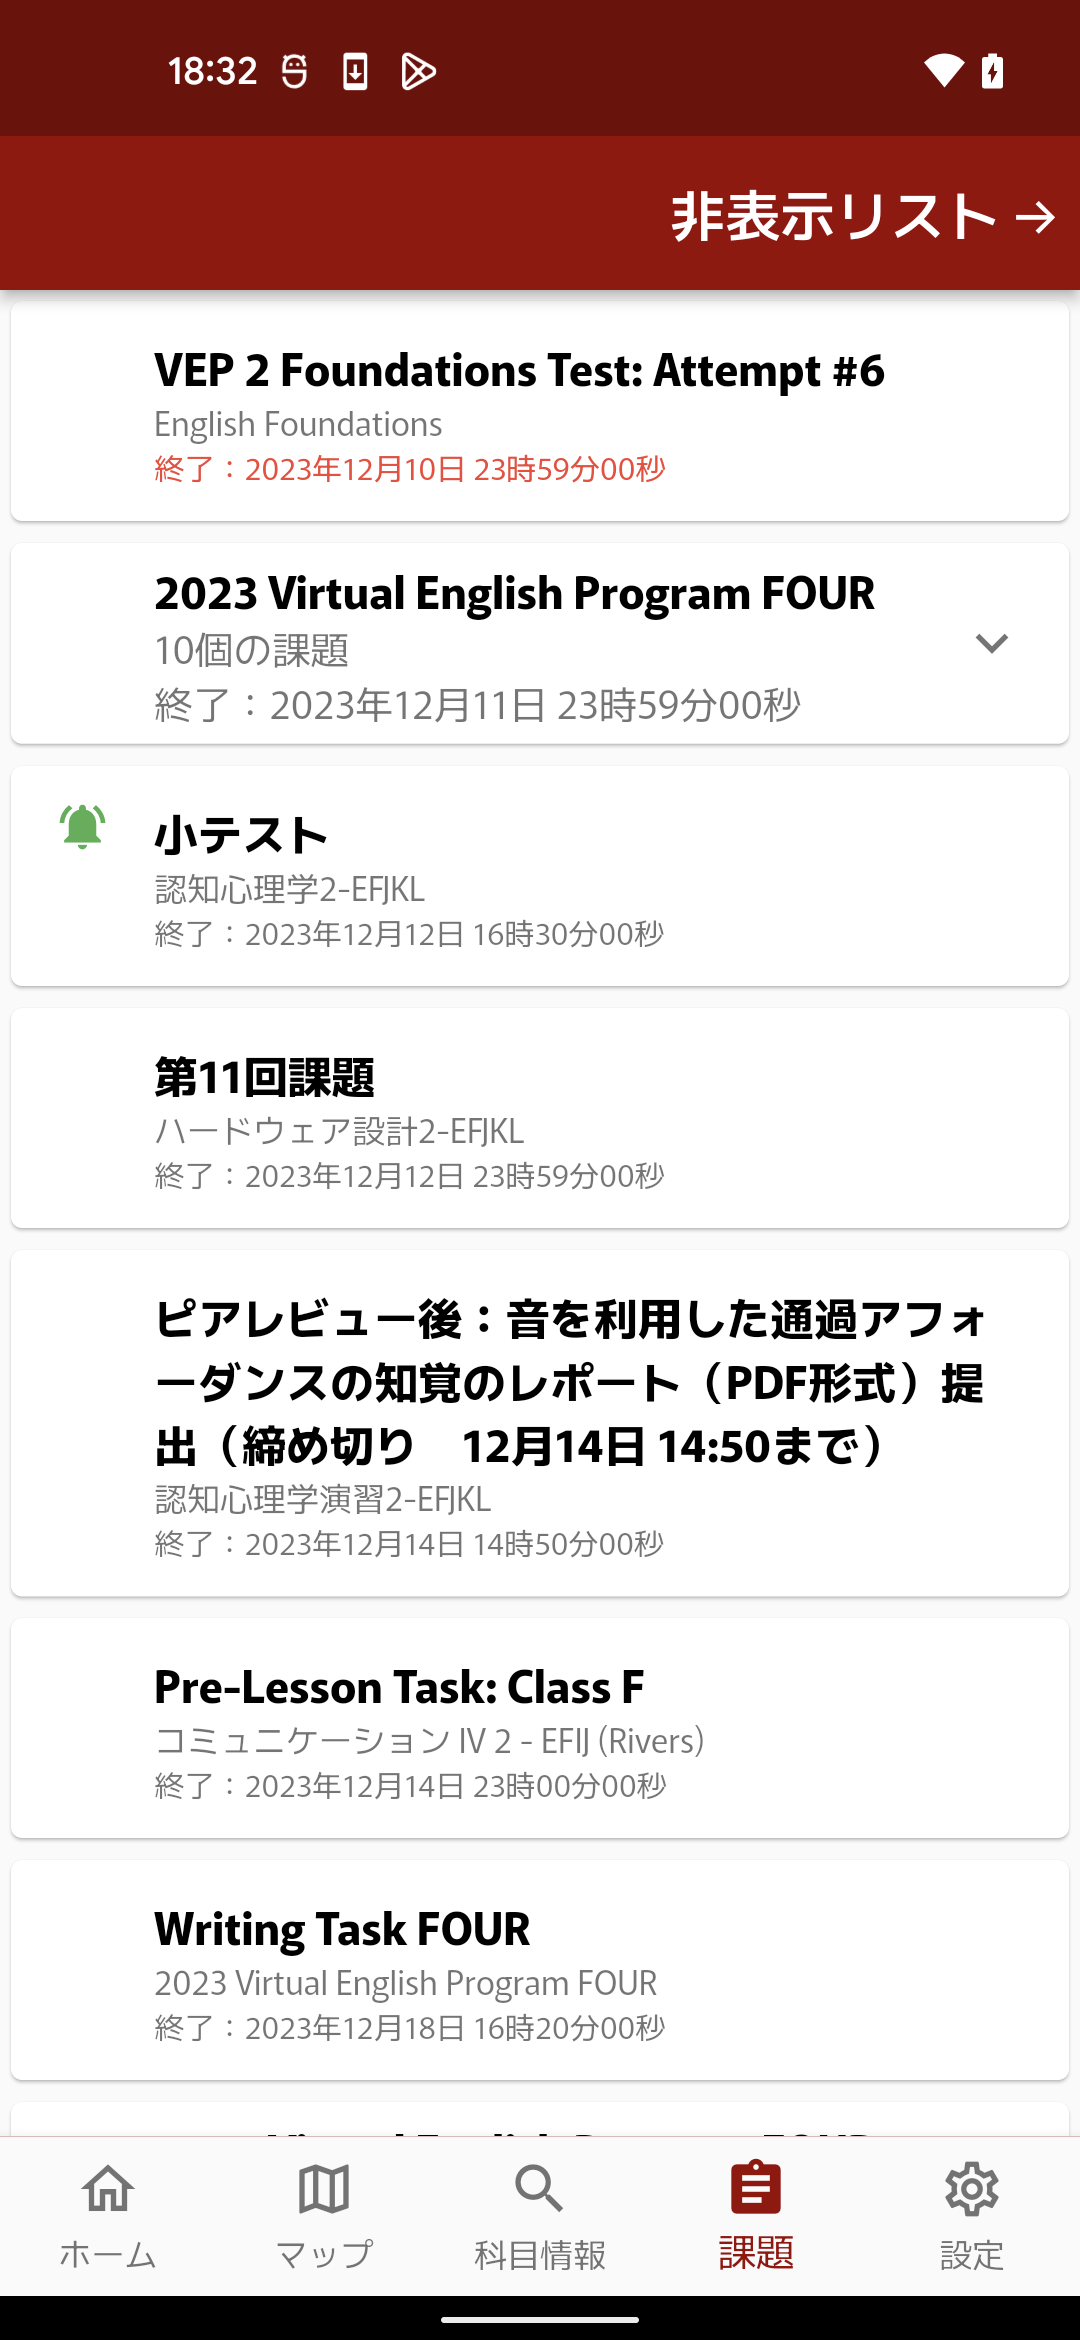 18:32
非表示リスト →
VEP 2 Foundations Test: Attempt #6
English Foundations
終了：2023年12月10日 23時59分00秒
2023 Virtual English Program FOUR
10個の課題
終了：2023年12月11日 23時59分00秒
小テスト
認知心理学2-EFJKL
終了：2023年12月12日 16時30分00秒
第11回課題
ハードウェア設計2-EFJKL
終了：2023年12月12日 23時59分00秒
ピアレビュー後：音を利用した通過アフォ
ーダンスの知覚のレポート（PDF形式）提
出（締め切り　12月14日 14:50まで）
認知心理学演習2-EFJKL
終了：2023年12月14日 14時50分00秒
Pre-Lesson Task: Class F
コミュニケーション IV 2 - EFIJ (Rivers)
終了：2023年12月14日 23時00分00秒
Writing Task FOUR
2023 Virtual English Program FOUR
終了：2023年12月18日 16時20分00秒
ホーム
マップ
科目情報
課題
設定